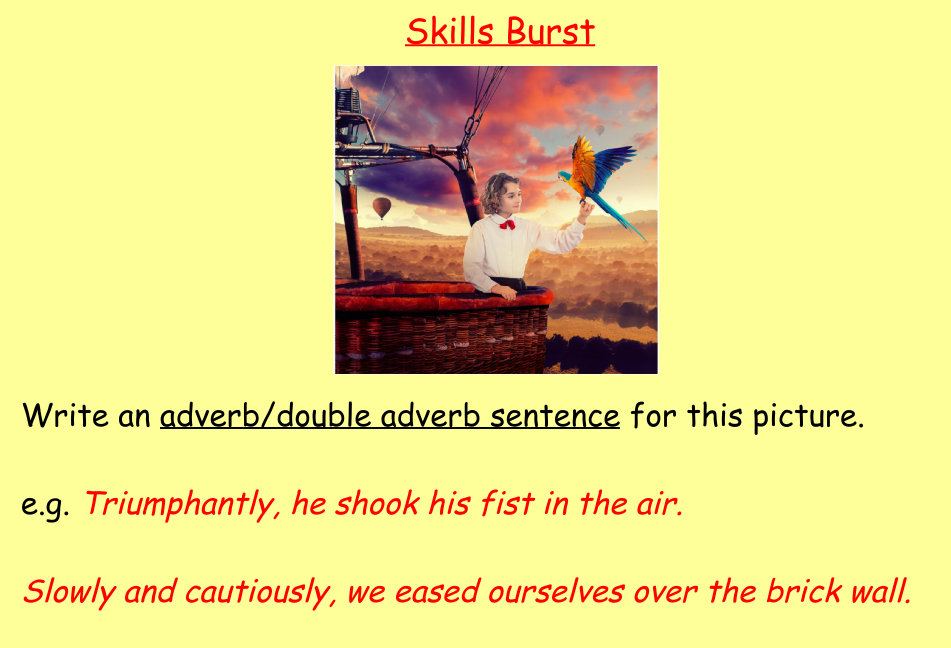 Skills Burst
Write an adverb/double adverb sentence for this picture.
e.g. Triumphantly, he shook his fist in the air.
Slowly and cautiously, we eased ourselves over the brick wall.